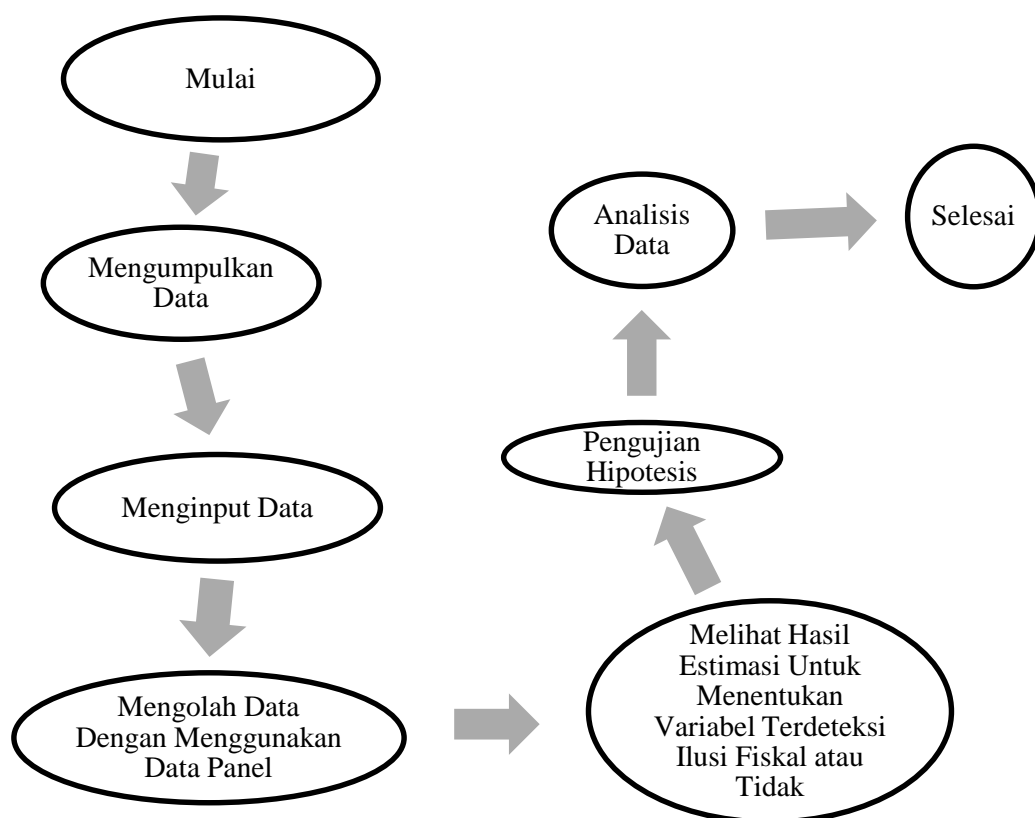 Mulai
Mengumpulkan
Data
Menginput Data
Mengolah Data
Dengan Menggunakan
Data Panel
Melihat Hasil
Estimasi Untuk
Menentukan
Variabel Terdeteksi
Ilusi Fiskal atau
Tidak
Pengujian
Hipotesis
Analisis
Data
Selesai